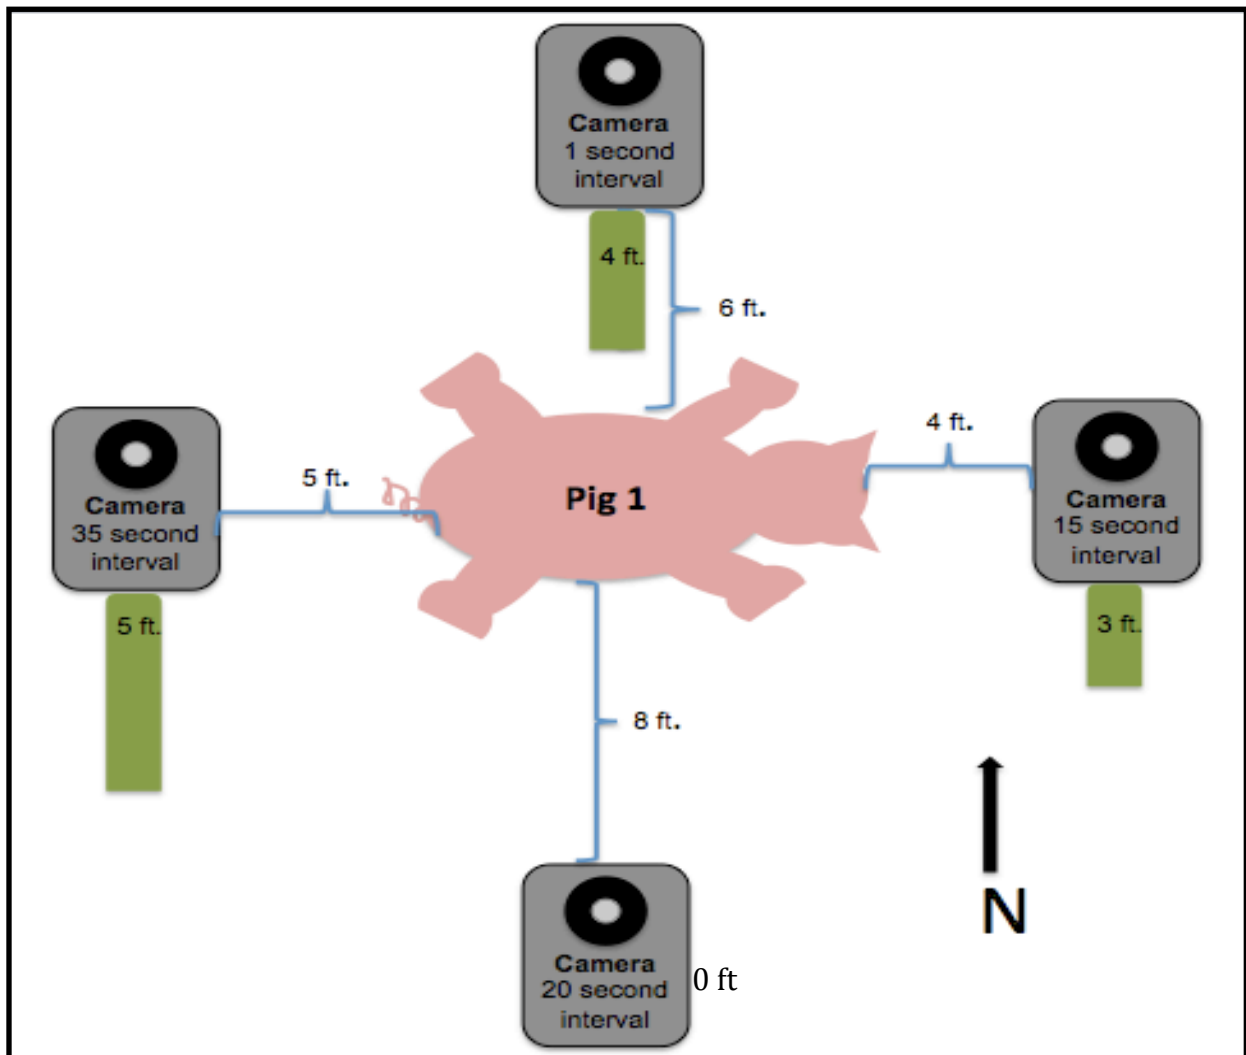 Camera
1 second
interval
4 ft.
6 ft.
Camera
35 second
interval
5 ft.
5 ft.
Pig 1
4 ft.
Camera
15 second
interval
3 ft.
8 ft.
N
Camera
20 second
interval
0 ft